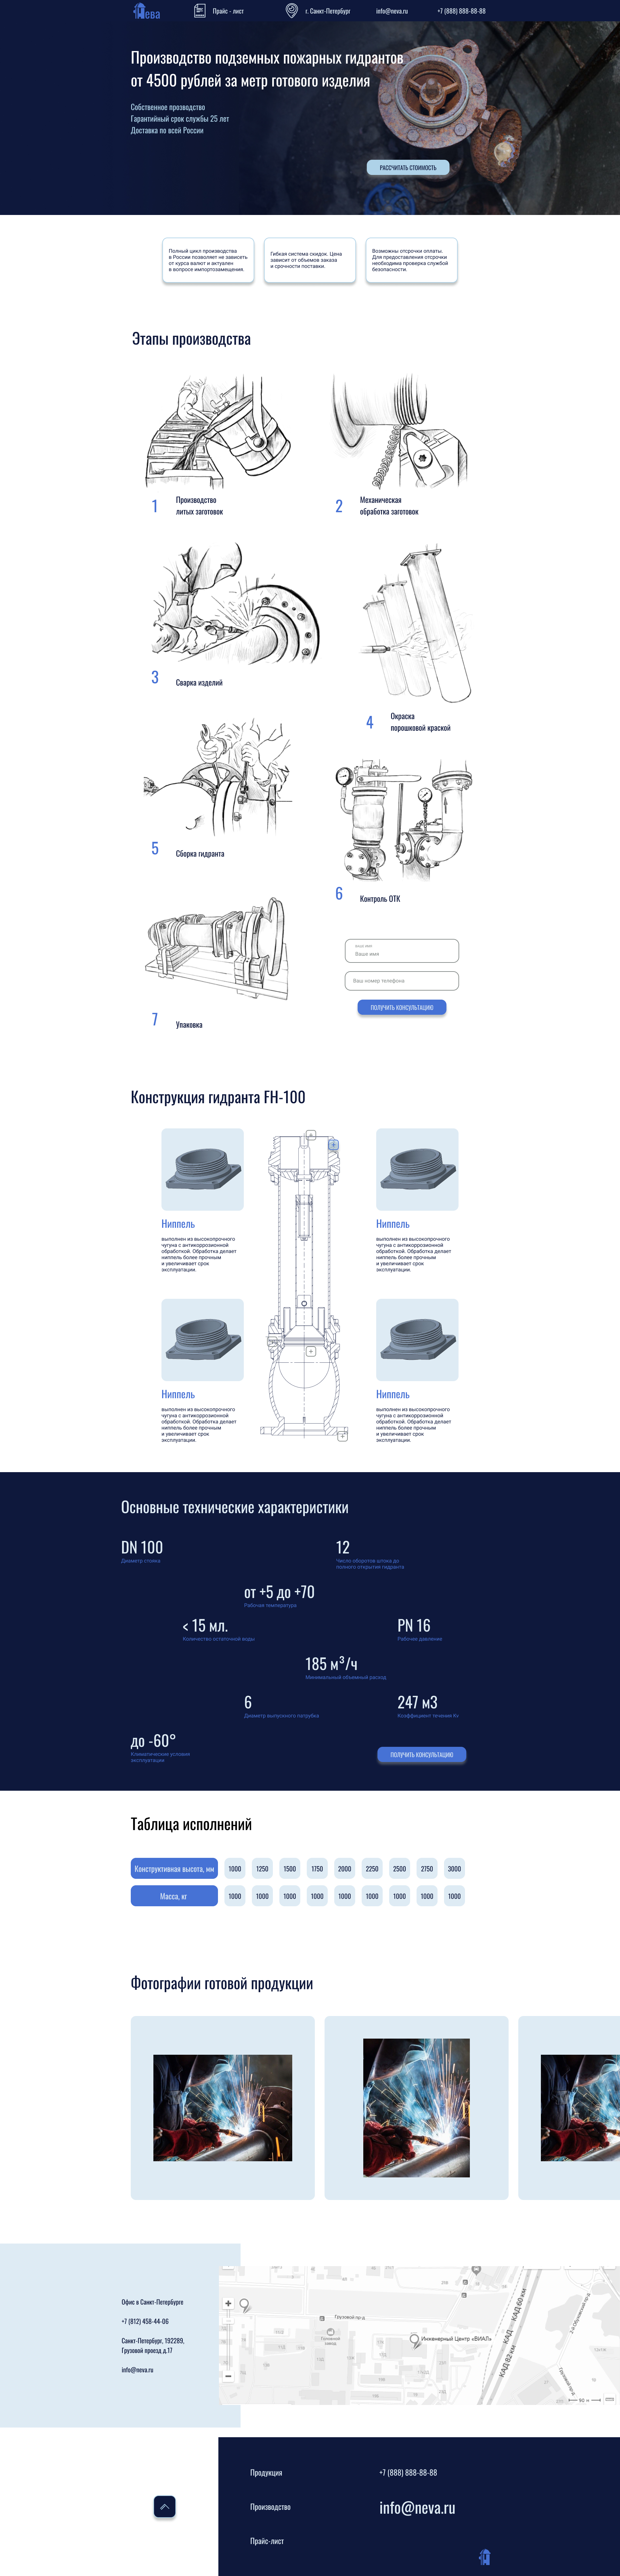 Нева
Прайс - лист
г. Санкт-Петербург
info@neva.ru
+7 (888) 888-88-88
Производство подземных пожарных гидрантов
от 4500 рублей за метр готового изделия
Собственное прозводство
Гарантийный срок службы 25 лет
Доставка по всей России
РАССЧИТАТЬ СТОИМОСТЬ
Полный цикл производства
в России позволяет не зависеть
от курса валют и актуален
в вопросе импортозамещения.
Гибкая система скидок. Цена
зависит от объемов заказа
и срочности поставки.
Возможны отсрочки оплаты.
Для предоставления отсрочки
необходима проверка службой
безопасности.
Этапы производства
1
Производство
литых заготовок
2
Механическая
обработка заготовок
3
Сварка изделий
4
Окраска
порошковой краской
5
Сборка гидранта
6
Контроль ОТК
ваше имя
Ваше имя
Ваш номер телефона
ПОЛУЧИТЬ КОНСУЛЬТАЦИЮ
7
Упаковка
Конструкция гидранта FH-100
Ниппель
выполнен из высокопрочного
чугуна с антикоррозионной
обработкой. Обработка делает
ниппель более прочным
и увеличивает срок
эксплуатации.
Ниппель
выполнен из высокопрочного
чугуна с антикоррозионной
обработкой. Обработка делает
ниппель более прочным
и увеличивает срок
эксплуатации.
Ниппель
выполнен из высокопрочного
чугуна с антикоррозионной
обработкой. Обработка делает
ниппель более прочным
и увеличивает срок
эксплуатации.
Ниппель
выполнен из высокопрочного
чугуна с антикоррозионной
обработкой. Обработка делает
ниппель более прочным
и увеличивает срок
эксплуатации.
Основные технические характеристики
DN 100
Диаметр стояка
12
Число оборотов штока до
полного открытия гидранта
от +5 до +70
Рабочая температура
< 15 мл.
Количество остаточной воды
PN 16
Рабочее давление
185 м³/ч
Минимальный объемный расход
6
Диаметр выпускного патрубка
247 м3
Коэффициент течения Kv
до -60°
Климатические условия
эксплуатации
ПОЛУЧИТЬ КОНСУЛЬТАЦИЮ
Таблица исполнений
Конструктивная высота, мм 1000 1250 1500 1750 2000 2250 2500 2750 3000
Масса, кг 1000 1000 1000 1000 1000 1000 1000 1000 1000
Фотографии готовой продукции
Офис в Санкт-Петербурге
+7 (812) 458-44-06
Санкт-Петербург, 192289,
Грузовой проезд д.17
info@neva.ru
Грузовой пр-д
Инженерный Центр «ВИАЛ»
КАД 60 км
КАД
КАД 82 км
2-й Обуховский пр-д
Грузовой пр-д
90 м
Продукция
+7 (888) 888-88-88
Производство
info@neva.ru
Прайс-лист